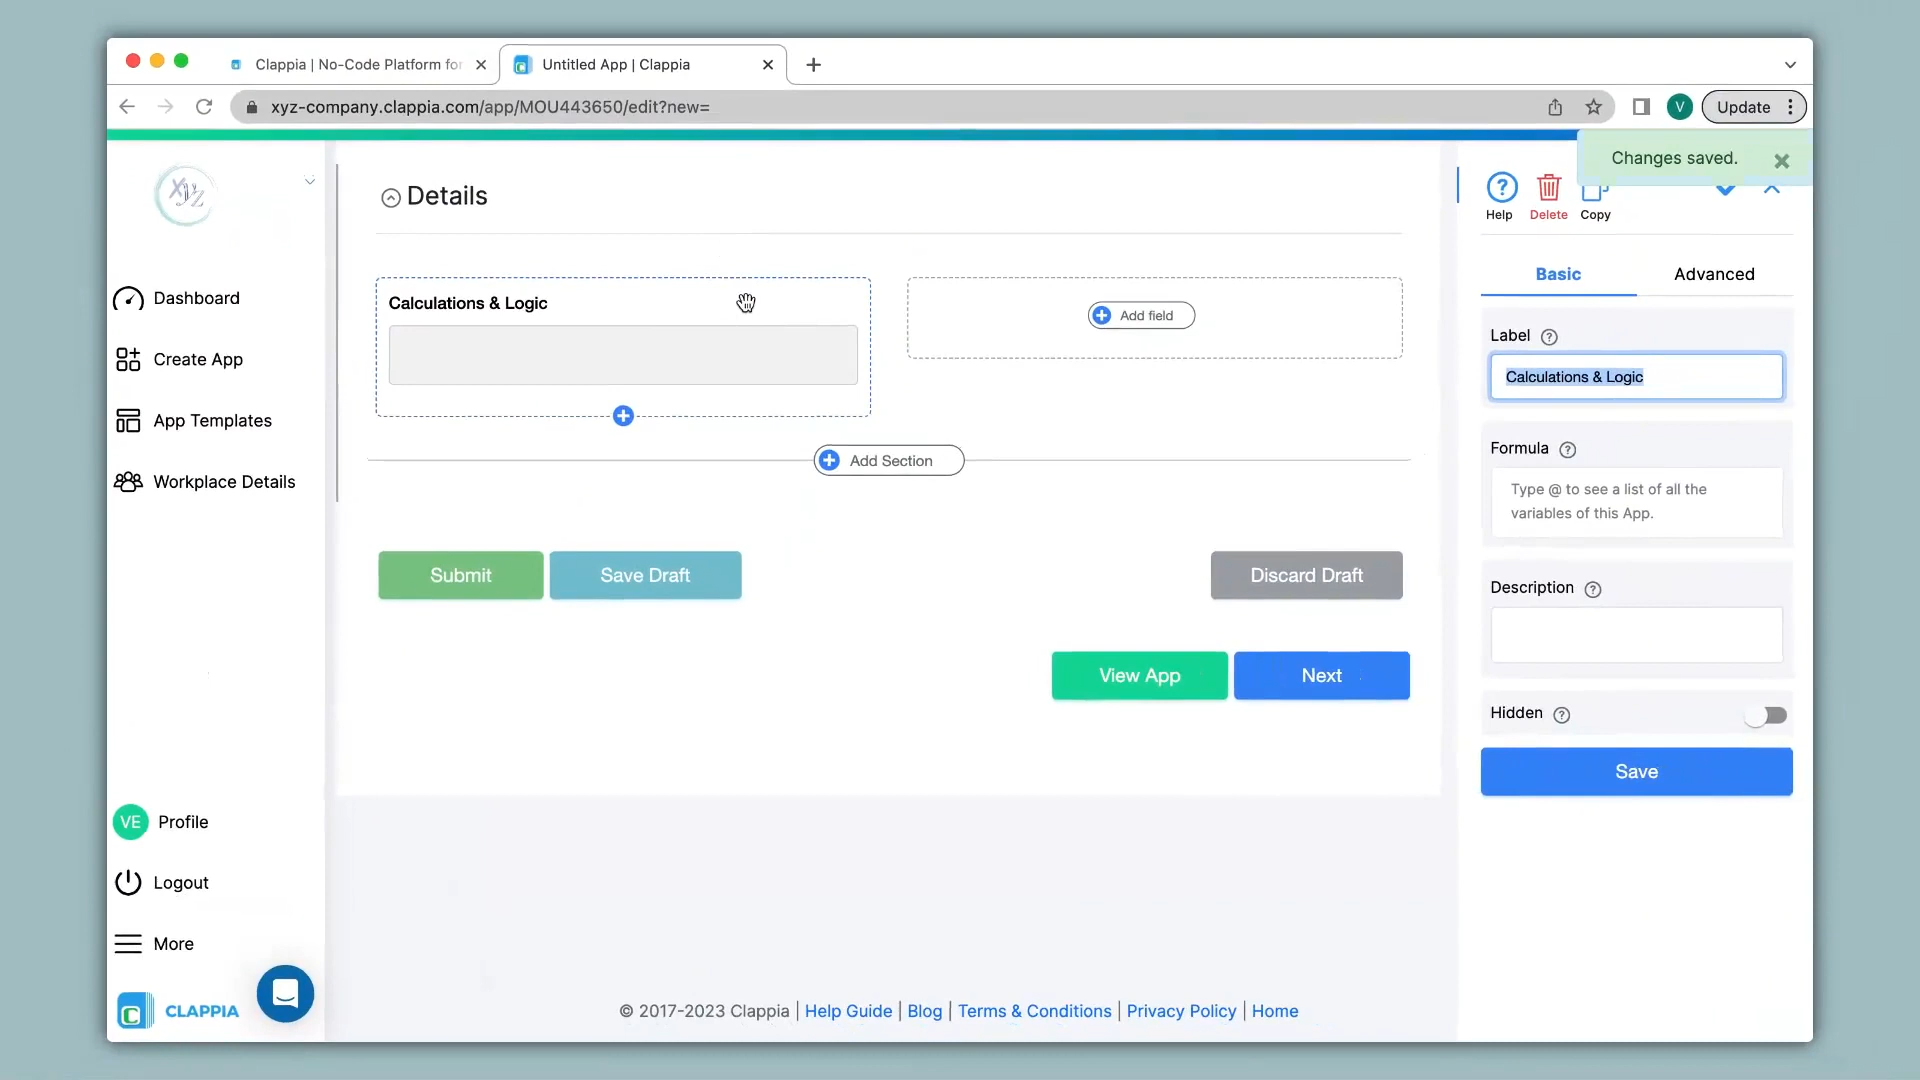 Clappia | No-Code Platform for
Untitled App | Clappia
xyz-company.clappia.com/app/MOU443650/edit?new=
V
Update
Changes saved.
xyz
Details
Help
Delete
Copy
Basic
Advanced
Dashboard
Create App
App Templates
Workplace Details
Calculations & Logic
Add field
Add Section
Label
Calculations & Logic
Formula
Type @ to see a list of all the
variables of this App.
Description
Hidden
Save
Submit
Save Draft
Discard Draft
View App
Next
VE
Profile
Logout
More
CLAPPIA
© 2017-2023 Clappia | Help Guide | Blog | Terms & Conditions | Privacy Policy | Home